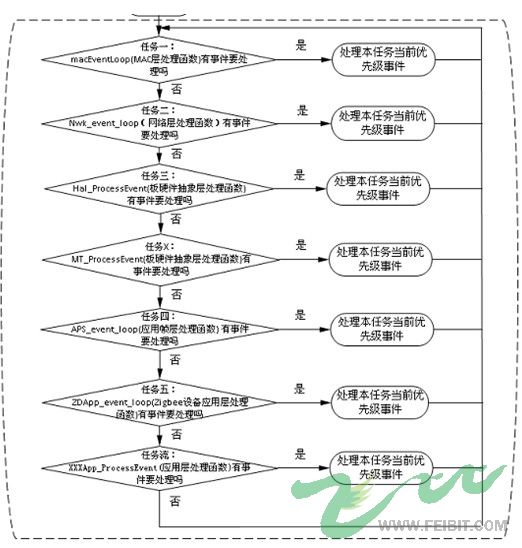 任务一：
macEventLoop(MAC层处理函数)有事件要处
理吗
是
处理本任务当前优
先级事件
否
任务二：
Nwk_event_loop（网络层处理函数）有事件
要处理吗
是
处理本任务当前优
先级事件
否
任务三：
Hal_ProcessEvent(板硬件抽象层处理函数)
有事件要处理吗
是
处理本任务当前优
先级事件
否
任务X：
MT_ProcessEvent(板硬件抽象层处理函数)有
事件要处理吗
是
处理本任务当前优
先级事件
否
任务四：
APS_event_loop(应用帧层处理函数)有事件
要处理吗
是
处理本任务当前优
先级事件
否
任务五：
ZDApp_event_loop(Zigbee设备应用层处理
函数)有事件要处理吗
是
处理本任务当前优
先级事件
否
任务流：
XXXApp_ProcessEvent(应用层处理函数)有事
件要处理吗
是
处理本任务当前优
先级事件
否
WWW.FEIBIT.COM